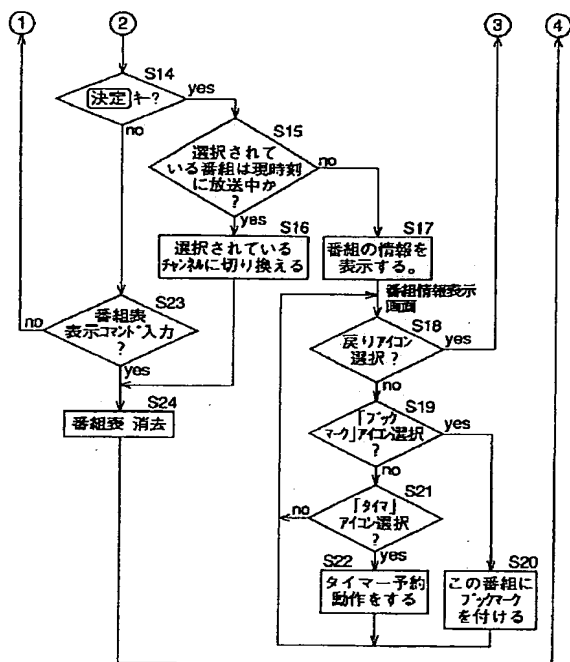 1
2
3
4
S14
決定キー?
yes
no
S15
選択されて
いる番組は現時刻
に放送中か
?
no
yes
S16
選択されている
チャンネルに切り換える
S17
番組の情報を
表示する。
番組情報表示
画面
S18
戻りアイコン
選択?
yes
no
S23
番組表
表示コマンド入力
?
no
yes
S24
番組表 消去
S19
「ブック
マーク」アイコン選択
?
yes
no
S21
「タイマ」
アイコン選択
?
no
yes
S22
タイマー予約
動作をする
S20
この番組に
ブックマーク
を付ける